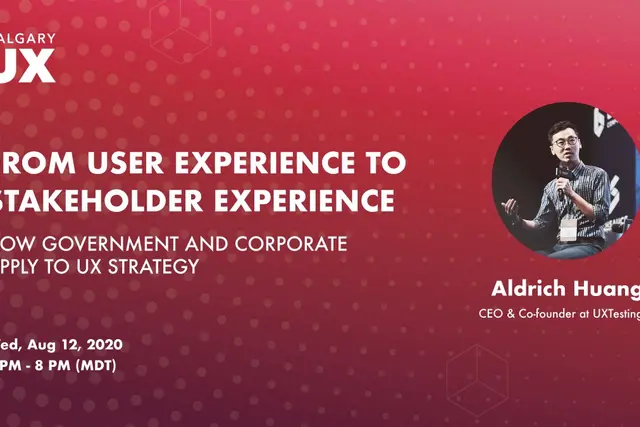 ALGARY
UX
ROM USER EXPERIENCE TO
STAKEHOLDER EXPERIENCE
OW GOVERNMENT AND CORPORATE
PPLY TO UX STRATEGY
ed, Aug 12, 2020
PM - 8 PM (MDT)
Aldrich Huang
CEO & Co-founder at UXTesting